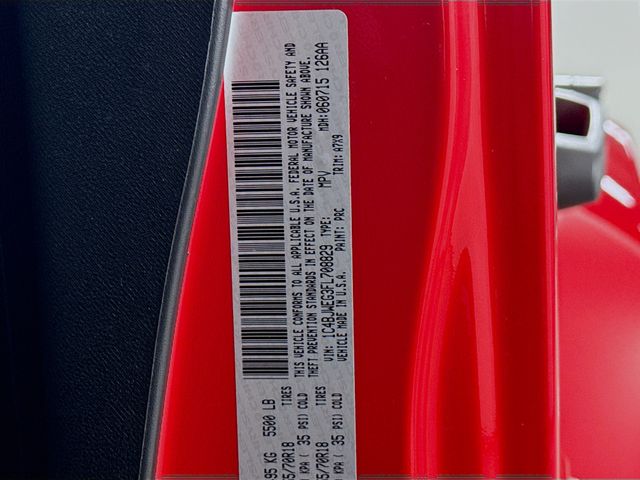 95 KG 5500 LB
5/70R18 TIRES
KPA ( 35 PSI) COLD
5/70R18 TIRES
KPA ( 35 PSI) COLD
THIS VEHICLE CONFORMS TO ALL APPLICABLE U.S.A. FEDERAL MOTOR VEHICLE SAFETY AND
THEFT PREVENTION STANDARDS IN EFFECT ON THE DATE OF MANUFACTURE SHOWN ABOVE.
VIN: 1C4BJWEG3FL708829 TYPE: MPV MDH:060715 126AA
VEHICLE MADE IN U.S.A. PAINT: PRC TRIM: A7X9